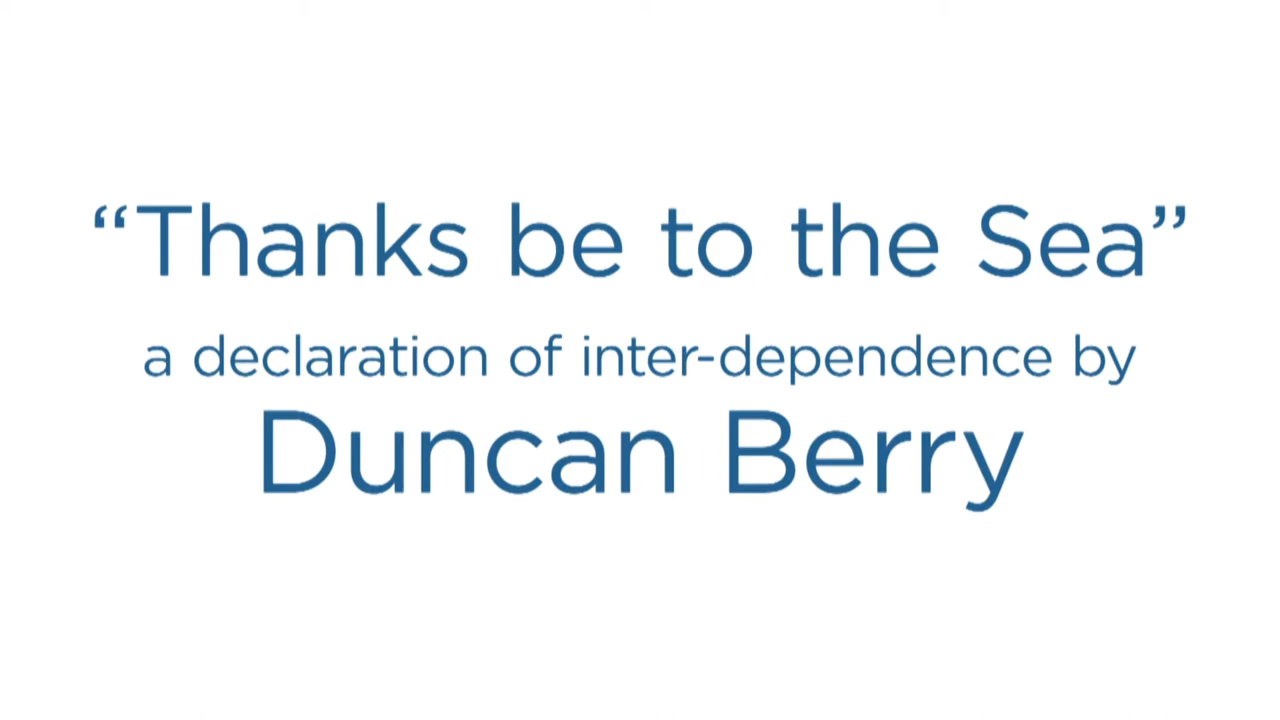 “Thanks be to the Sea”
a declaration of inter-dependence by
Duncan Berry